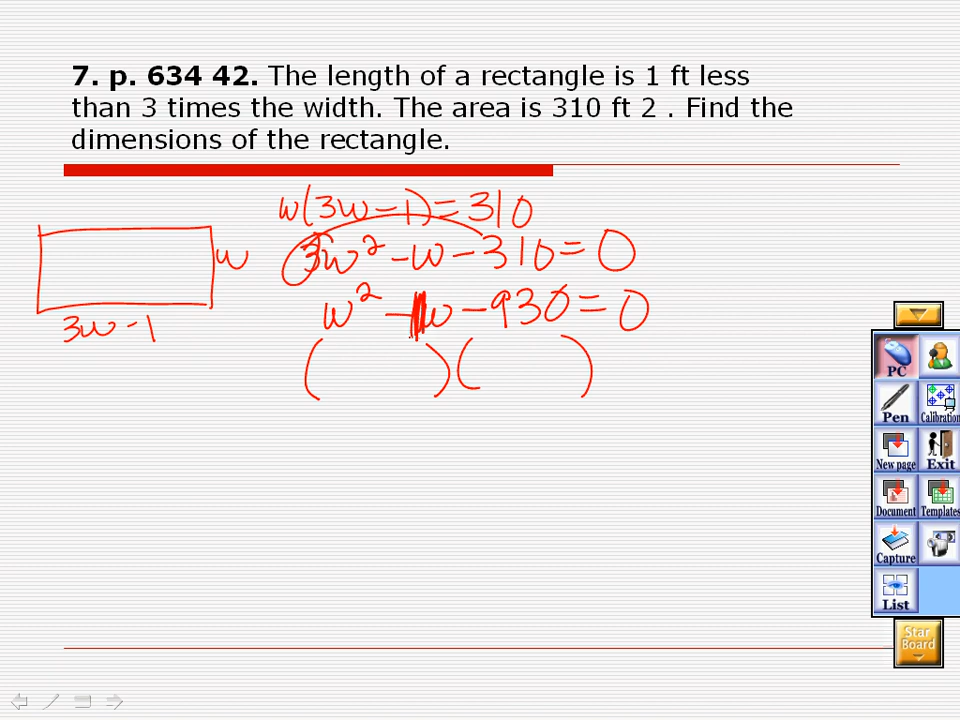 7. p. 634 42. The length of a rectangle is 1 ft less
than 3 times the width. The area is 310 ft 2 . Find the
dimensions of the rectangle.
w(3w-1)=310
3w²-w-310=0
w
w²-w-930=0
3w-1
( )( )
PC
Pen
Calibration
New page
Exit
Document
Templates
Capture
List
Star
Board